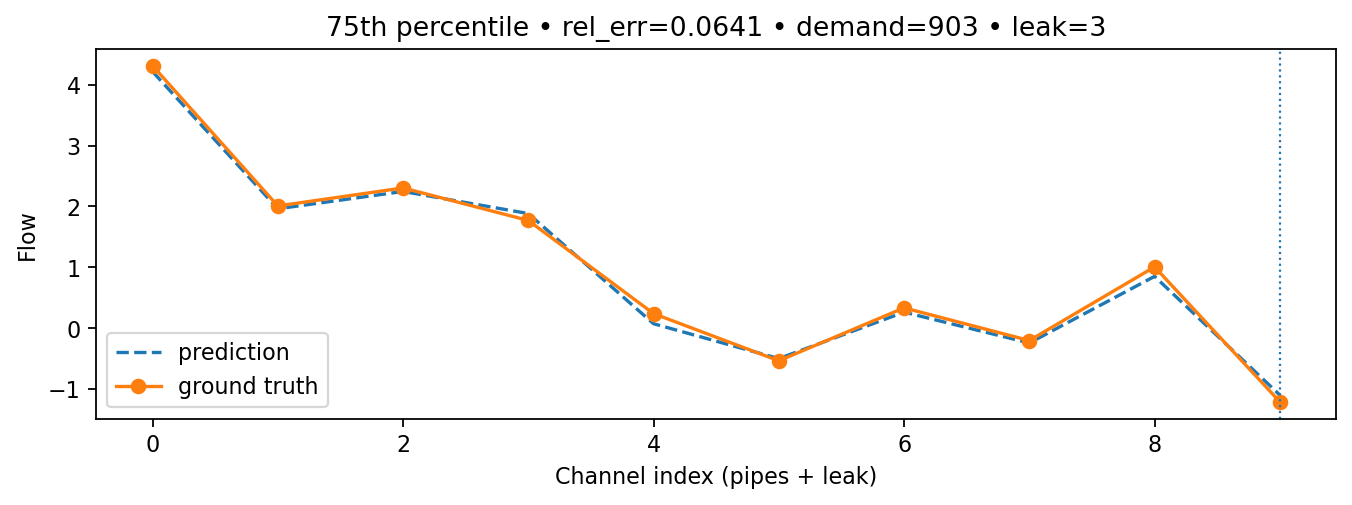 75th percentile • rel_err=0.0641 • demand=903 • leak=3
Flow
4
3
2
1
0
−1
prediction
ground truth
0 2 4 6 8
Channel index (pipes + leak)